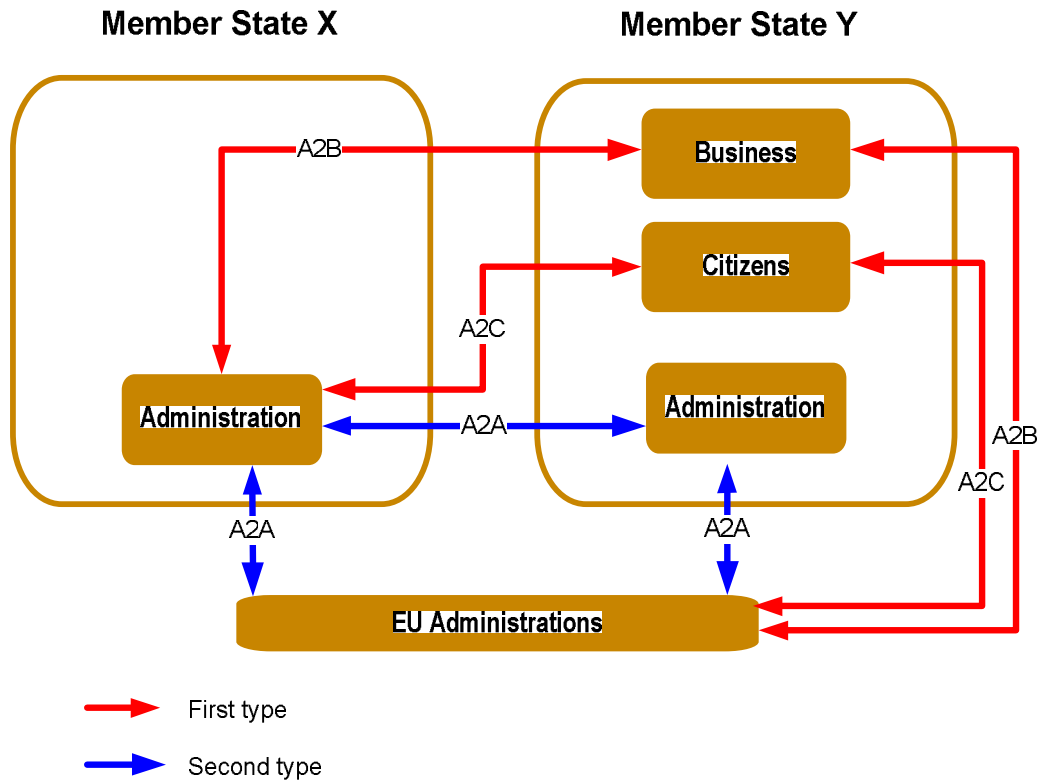 Member State X
Member State Y
A2B
Business
Citizens
A2C
Administration
Administration
A2A
A2B
A2C
A2A
A2A
EU Administrations
First type
Second type